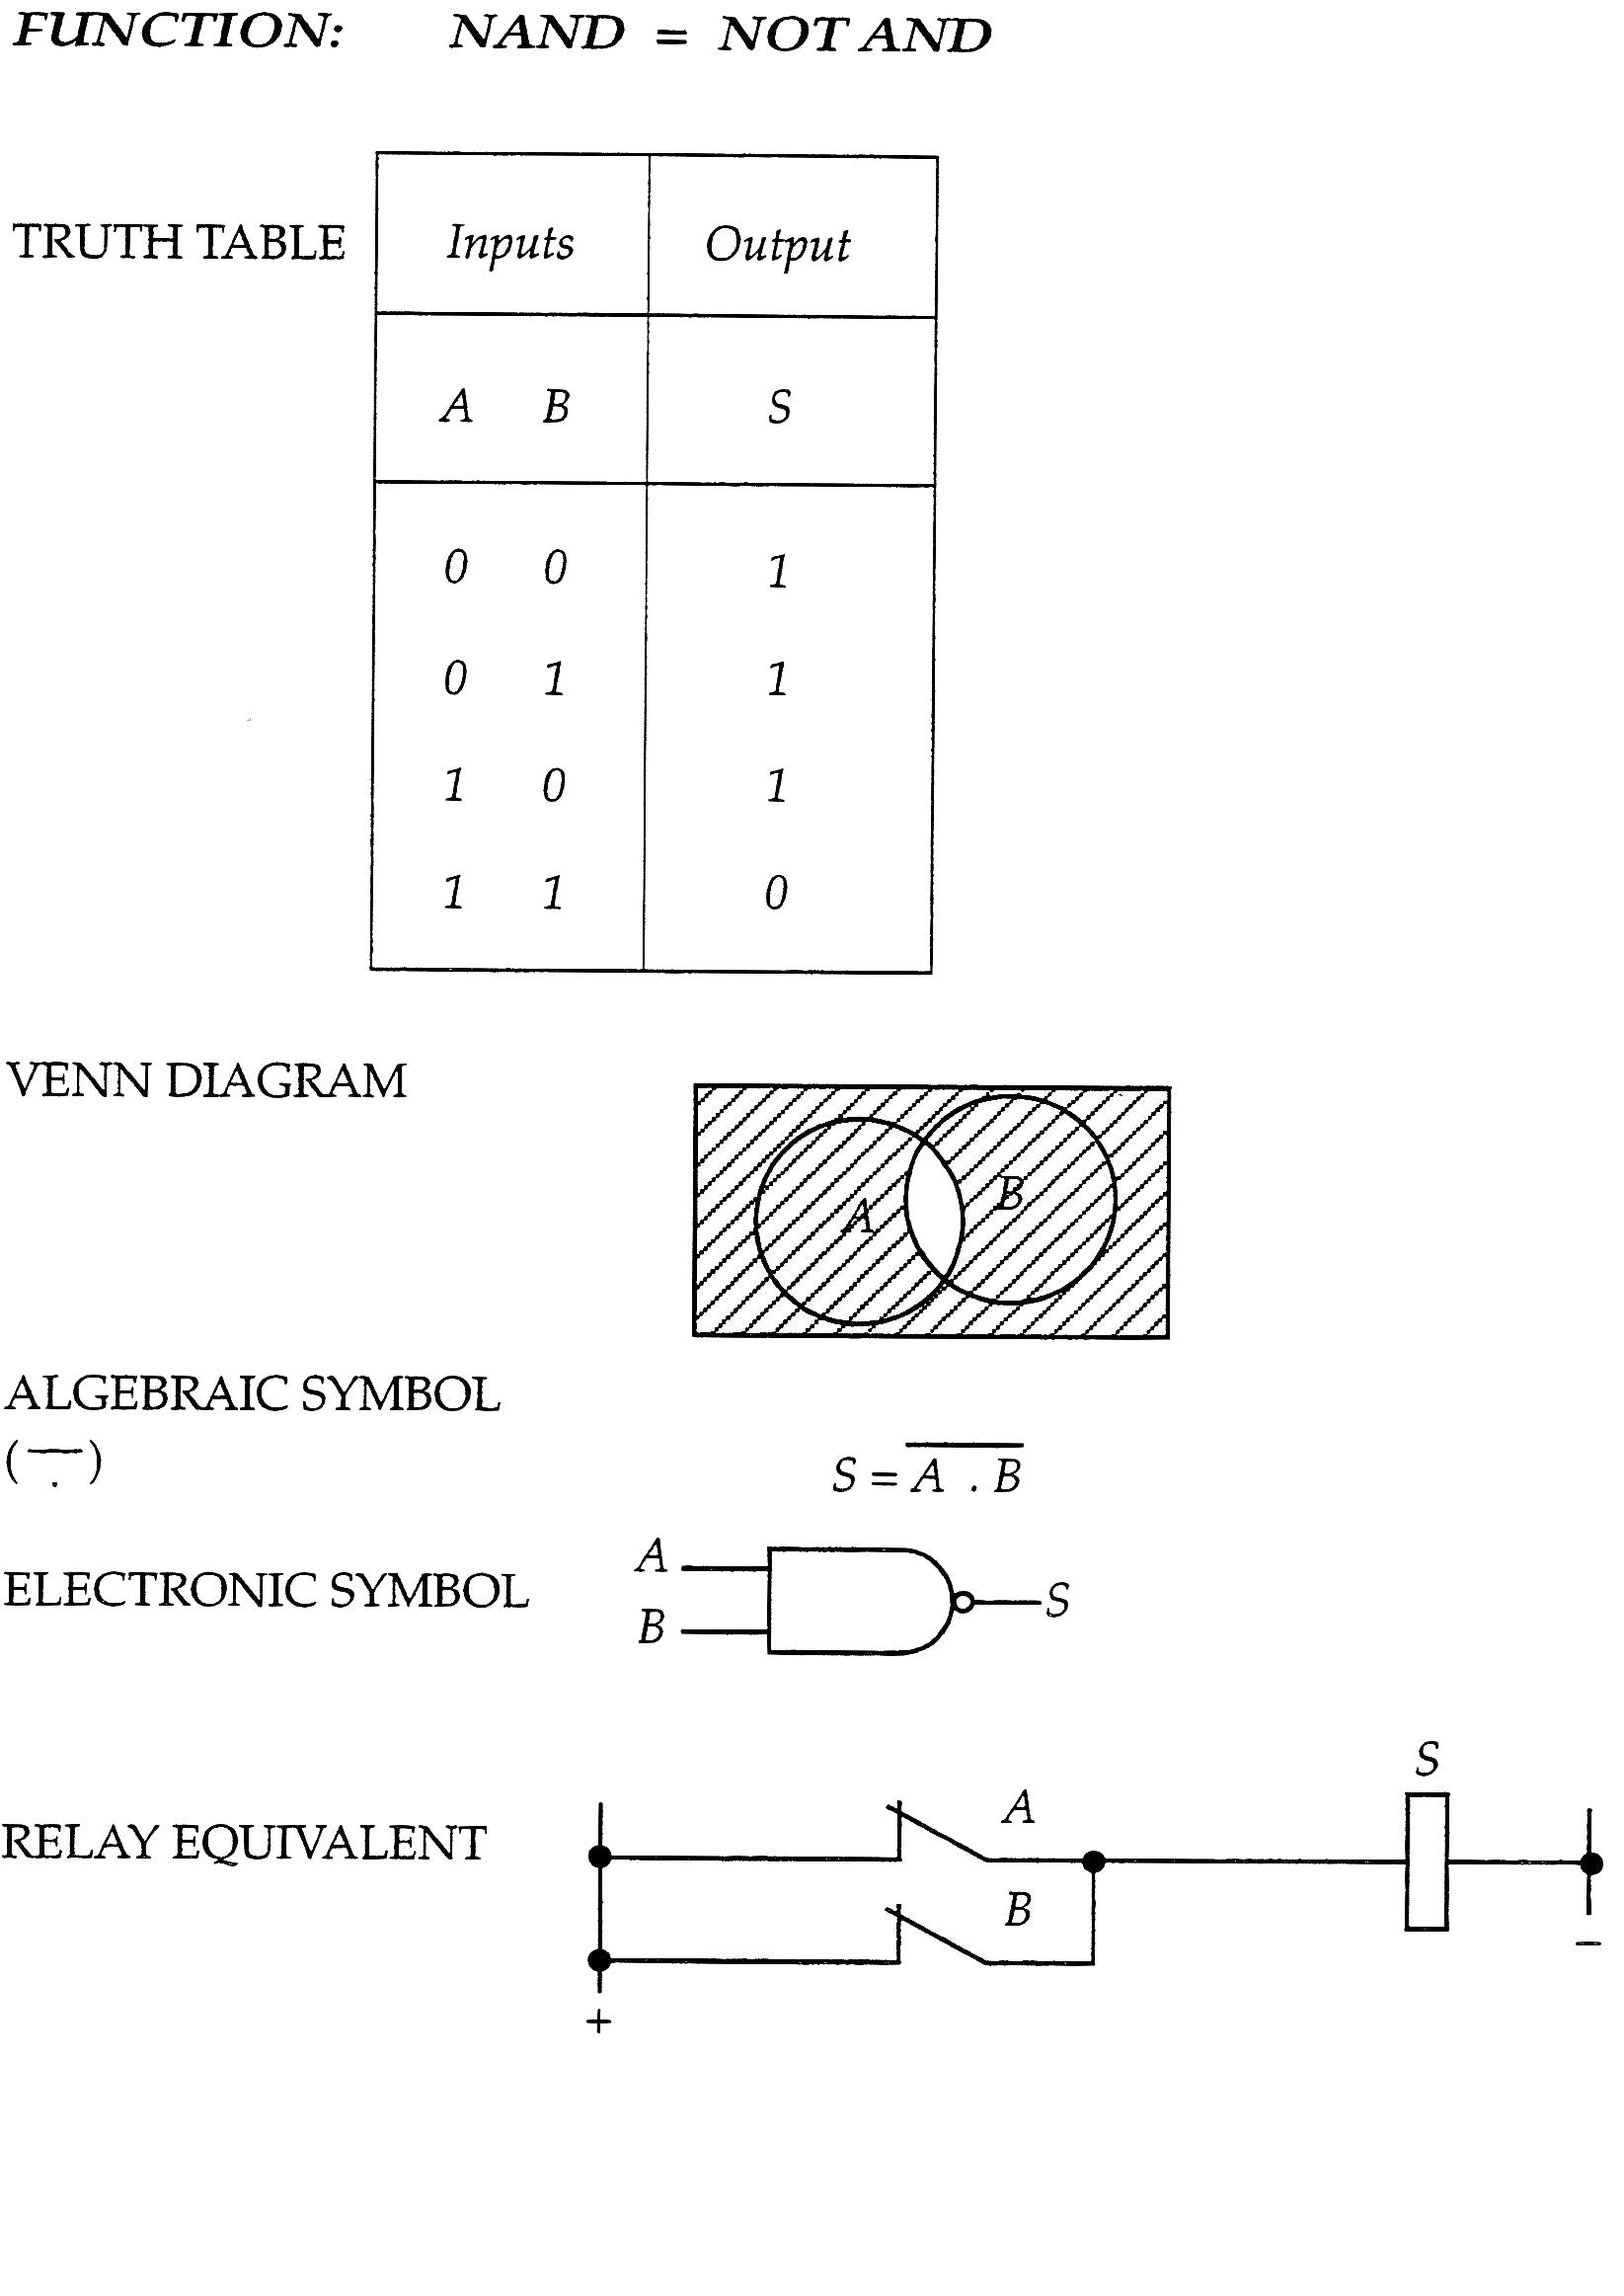 FUNCTION: NAND = NOT AND
TRUTH TABLE Inputs Output
A B S
0 0 1
0 1 1
1 0 1
1 1 0
VENN DIAGRAM
A B
ALGEBRAIC SYMBOL
( ‾. ) S = A̅ ̅.̅ ̅B̅
A
ELECTRONIC SYMBOL S
B
S
A
RELAY EQUIVALENT
B
−
+